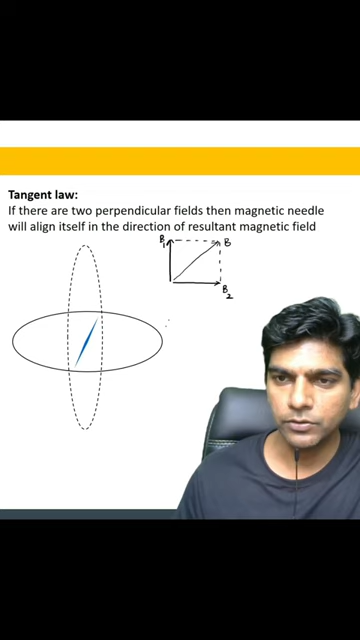 Tangent law:
If there are two perpendicular fields then magnetic needle
will align itself in the direction of resultant magnetic field
B1 B
B2